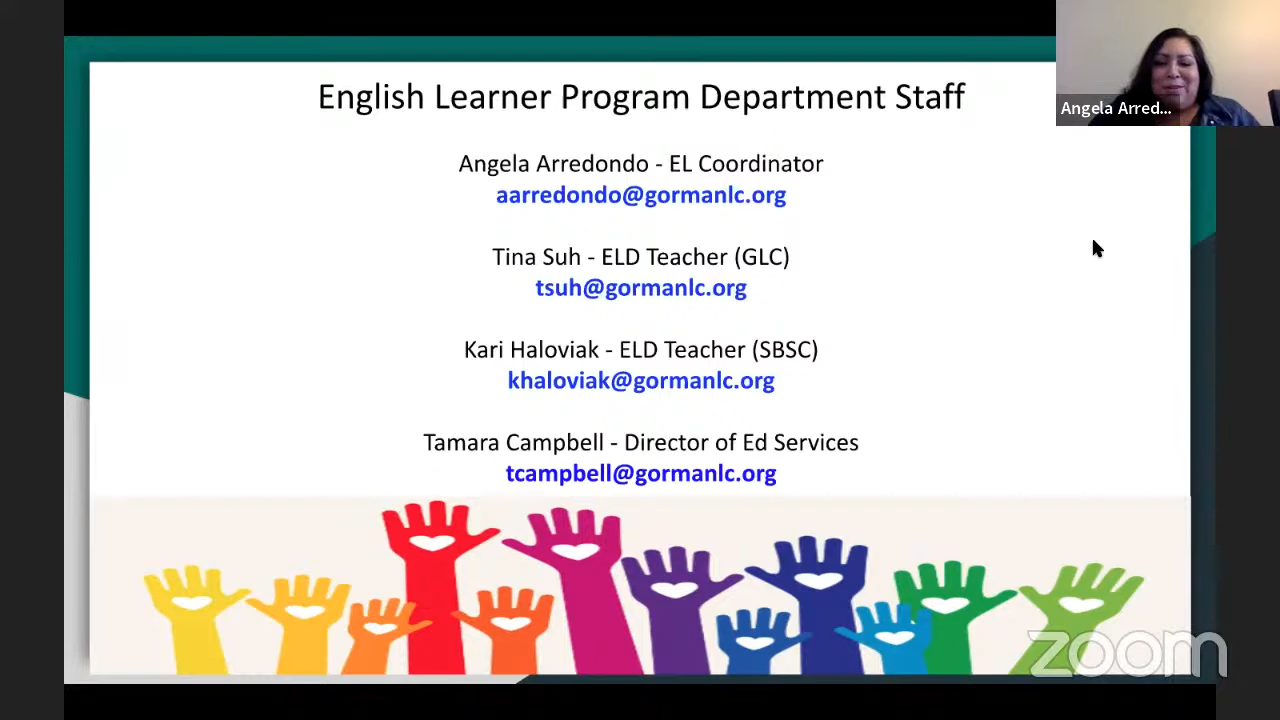 English Learner Program Department Staff
Angela Arred...
Angela Arredondo - EL Coordinator
aarredondo@gormanlc.org
Tina Suh - ELD Teacher (GLC)
tsuh@gormanlc.org
Kari Haloviak - ELD Teacher (SBSC)
khaloviak@gormanlc.org
Tamara Campbell - Director of Ed Services
tcampbell@gormanlc.org
zoom